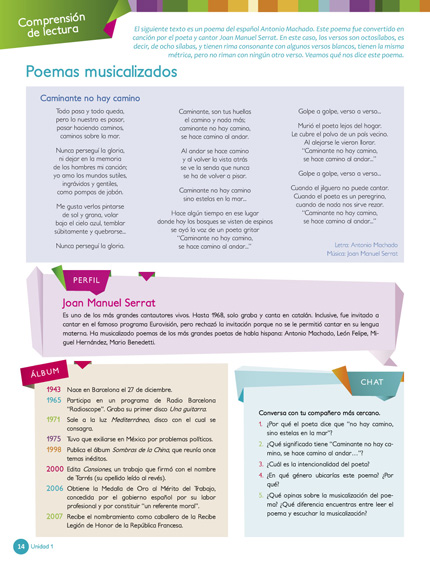 Comprensión
de lectura
El siguiente texto es un poema del español Antonio Machado. Este poema fue convertido en
canción por el poeta y cantor Joan Manuel Serrat. En este caso, los versos son octosílabos, es
decir, de ocho sílabas, y tienen rima consonante con algunos versos blancos, tienen la misma
métrica, pero no riman con ningún otro verso. Veamos qué nos dice este poema.
Poemas musicalizados
Caminante no hay camino
Todo pasa y todo queda,
pero lo nuestro es pasar,
pasar haciendo caminos,
caminos sobre la mar.
Nunca perseguí la gloria,
ni dejar en la memoria
de los hombres mi canción;
yo amo los mundos sutiles,
ingrávidos y gentiles,
como pompas de jabón.
Me gusta verlos pintarse
de sol y grana, volar
bajo el cielo azul, temblar
súbitamente y quebrarse...
Nunca perseguí la gloria.
Caminante, son tus huellas
el camino y nada más;
caminante no hay camino,
se hace camino al andar.
Al andar se hace camino
y al volver la vista atrás
se ve la senda que nunca
se ha de volver a pisar.
Caminante no hay camino
sino estelas en la mar...
Hace algún tiempo en ese lugar
donde hoy los bosques se visten de espinos
se oyó la voz de un poeta gritar
“Caminante no hay camino,
se hace camino al andar...”
Golpe a golpe, verso a verso...
Murió el poeta lejos del hogar.
Le cubre el polvo de un país vecino.
Al alejarse le vieron llorar.
“Caminante no hay camino,
se hace camino al andar...”
Golpe a golpe, verso a verso...
Cuando el jilguero no puede cantar.
Cuando el poeta es un peregrino,
cuando de nada nos sirve rezar.
“Caminante no hay camino,
se hace camino al andar...”
Letra: Antonio Machado
Música: Joan Manuel Serrat
PERFIL
Joan Manuel Serrat
Es uno de los más grandes cantautores vivos. Hasta 1968, solo graba y canta en catalán. Inclusive, fue invitado a
cantar en el famoso programa Eurovisión, pero rechazó la invitación porque no se le permitió cantar en su lengua
materna. Ha musicalizado poemas de los más grandes poetas de habla hispana: Antonio Machado, León Felipe, Mi-
guel Hernández, Mario Benedetti.
ÁLBUM
1943 Nace en Barcelona el 27 de diciembre.
1965 Participa en un programa de Radio Barcelona
“Radioscope”. Graba su primer disco Una guitarra.
1971 Sale a la luz Mediterráneo, disco con el cual se
consagra.
1975 Tuvo que exiliarse en México por problemas políticos.
1998 Publica el álbum Sombras de la China, que reunía once
temas inéditos.
2000 Edita Cansiones, un trabajo que firmó con el nombre
de Tarrés (su apellido leído al revés).
2006 Obtiene la Medalla de Oro al Mérito del Trabajo,
concedida por el gobierno español por su labor
profesional y por constituir “un referente moral”.
2007 Recibe el nombramiento como caballero de la Recibe
Legión de Honor de la República Francesa.
CHAT
Conversa con tu compañero más cercano.
1. ¿Por qué el poeta dice que “no hay camino,
sino estelas en la mar”?
2. ¿Qué significado tiene “Caminante no hay ca-
mino, se hace camino al andar…”?
3. ¿Cuál es la intencionalidad del poeta?
4. ¿En qué género ubicarías este poema? ¿Por
qué?
5. ¿Qué opinas sobre la musicalización del poe-
ma? ¿Qué diferencia encuentras entre leer el
poema y escuchar la musicalización?
14 Unidad 1